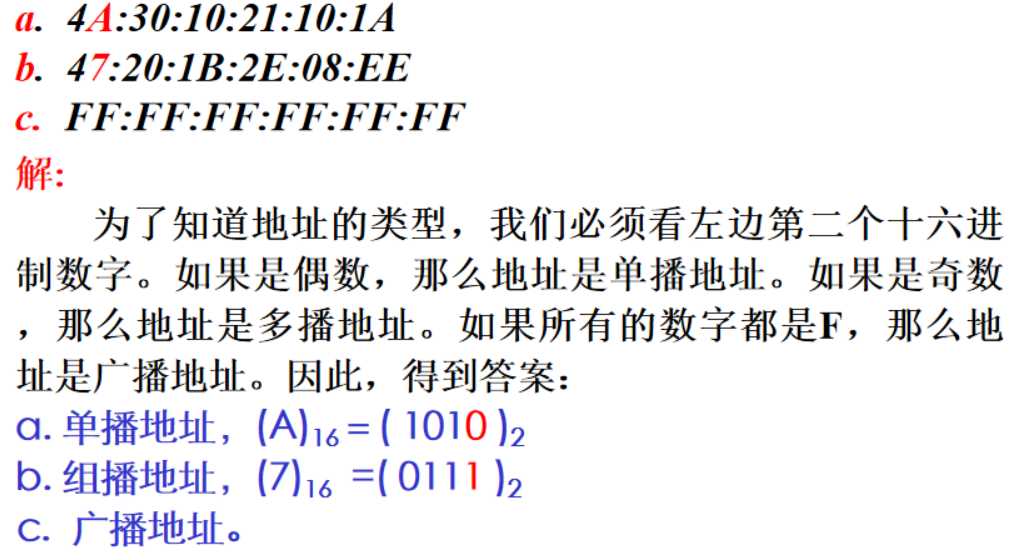 a. 4A:30:10:21:10:1A
b. 47:20:1B:2E:08:EE
c. FF:FF:FF:FF:FF:FF
解:
为了知道地址的类型，我们必须看左边第二个十六进
制数字。如果是偶数，那么地址是单播地址。如果是奇数
，那么地址是多播地址。如果所有的数字都是F，那么地
址是广播地址。因此，得到答案：
a. 单播地址，(A)16 = ( 1010 )2
b. 组播地址，(7)16 =( 0111 )2
c. 广播地址。